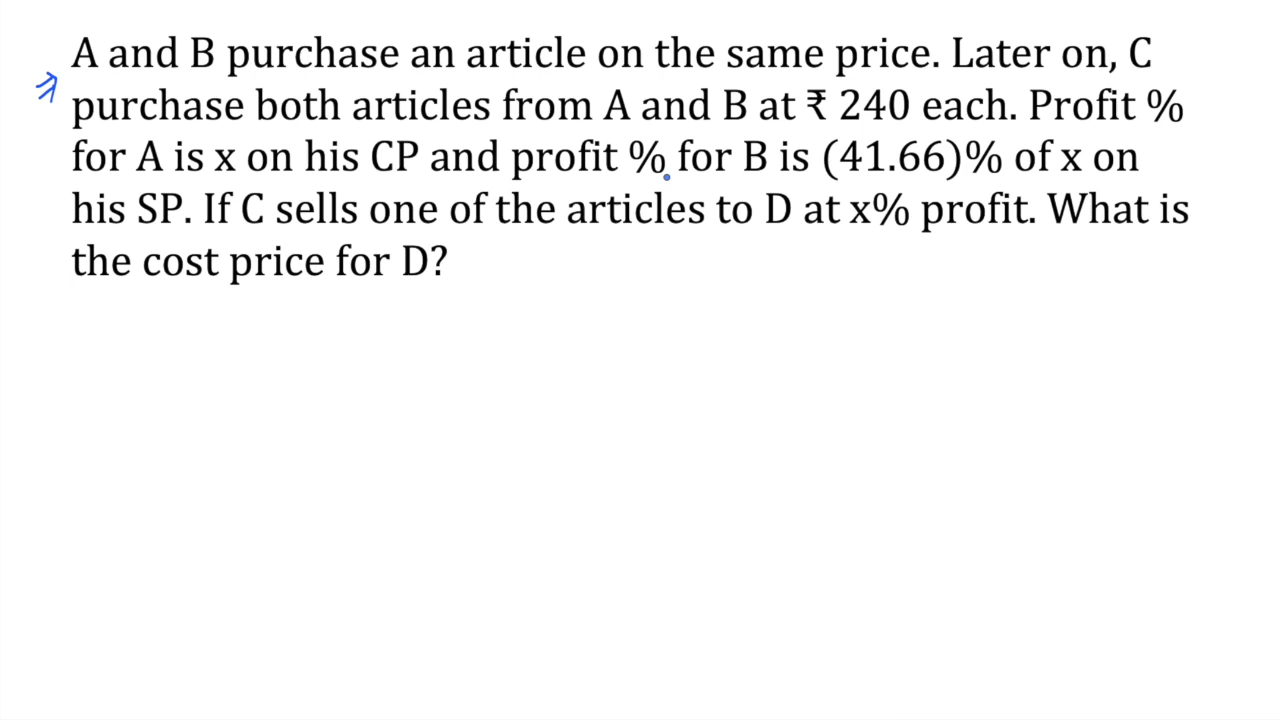 A and B purchase an article on the same price. Later on, C
purchase both articles from A and B at ₹ 240 each. Profit %
for A is x on his CP and profit % for B is (41.66)% of x on
his SP. If C sells one of the articles to D at x% profit. What is
the cost price for D?